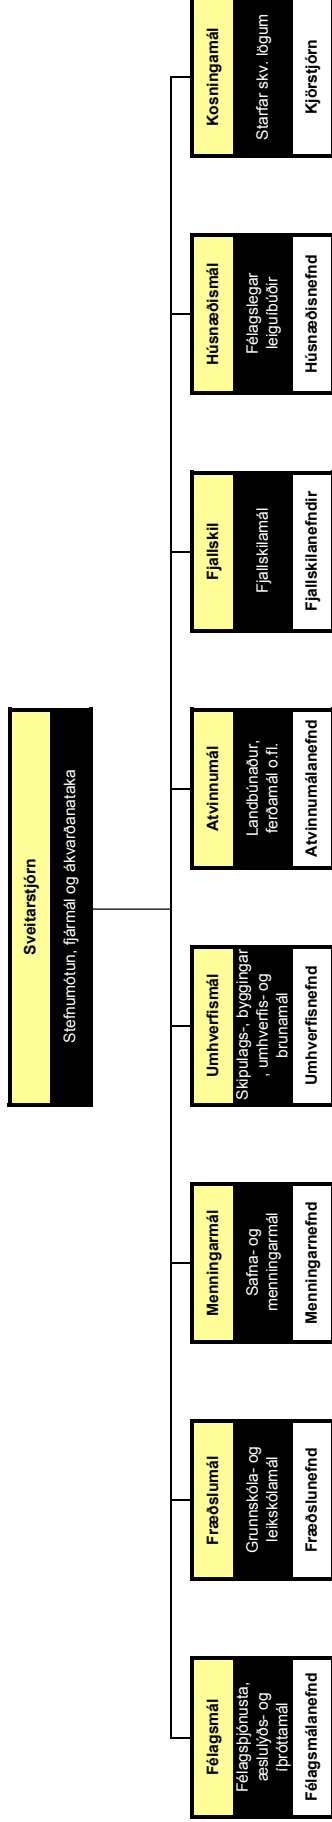 Sveitarstjórn
Stefnumótun, fjármál og ákvarðanataka
Félagsmál
Félagsþjónusta,
æslulýðs- og
íþróttamál
Félagsmálanefnd
Fræðslumál
Grunnskóla- og
leikskólamál
Fræðslunefnd
Menningarmál
Safna- og
menningarmál
Menningarnefnd
Umhverfismál
Skipulags-, byggingar
, umhverfis- og
brunamál
Umhverfisnefnd
Atvinnumál
Landbúnaður,
ferðamál o.fl.
Atvinnumálanefnd
Fjallskil
Fjallskilamál
Fjallskilanefndir
Húsnæðismál
Félagslegar
leiguíbúðir
Húsnæðisnefnd
Kosningamál
Starfar skv. lögum
Kjörstjórn